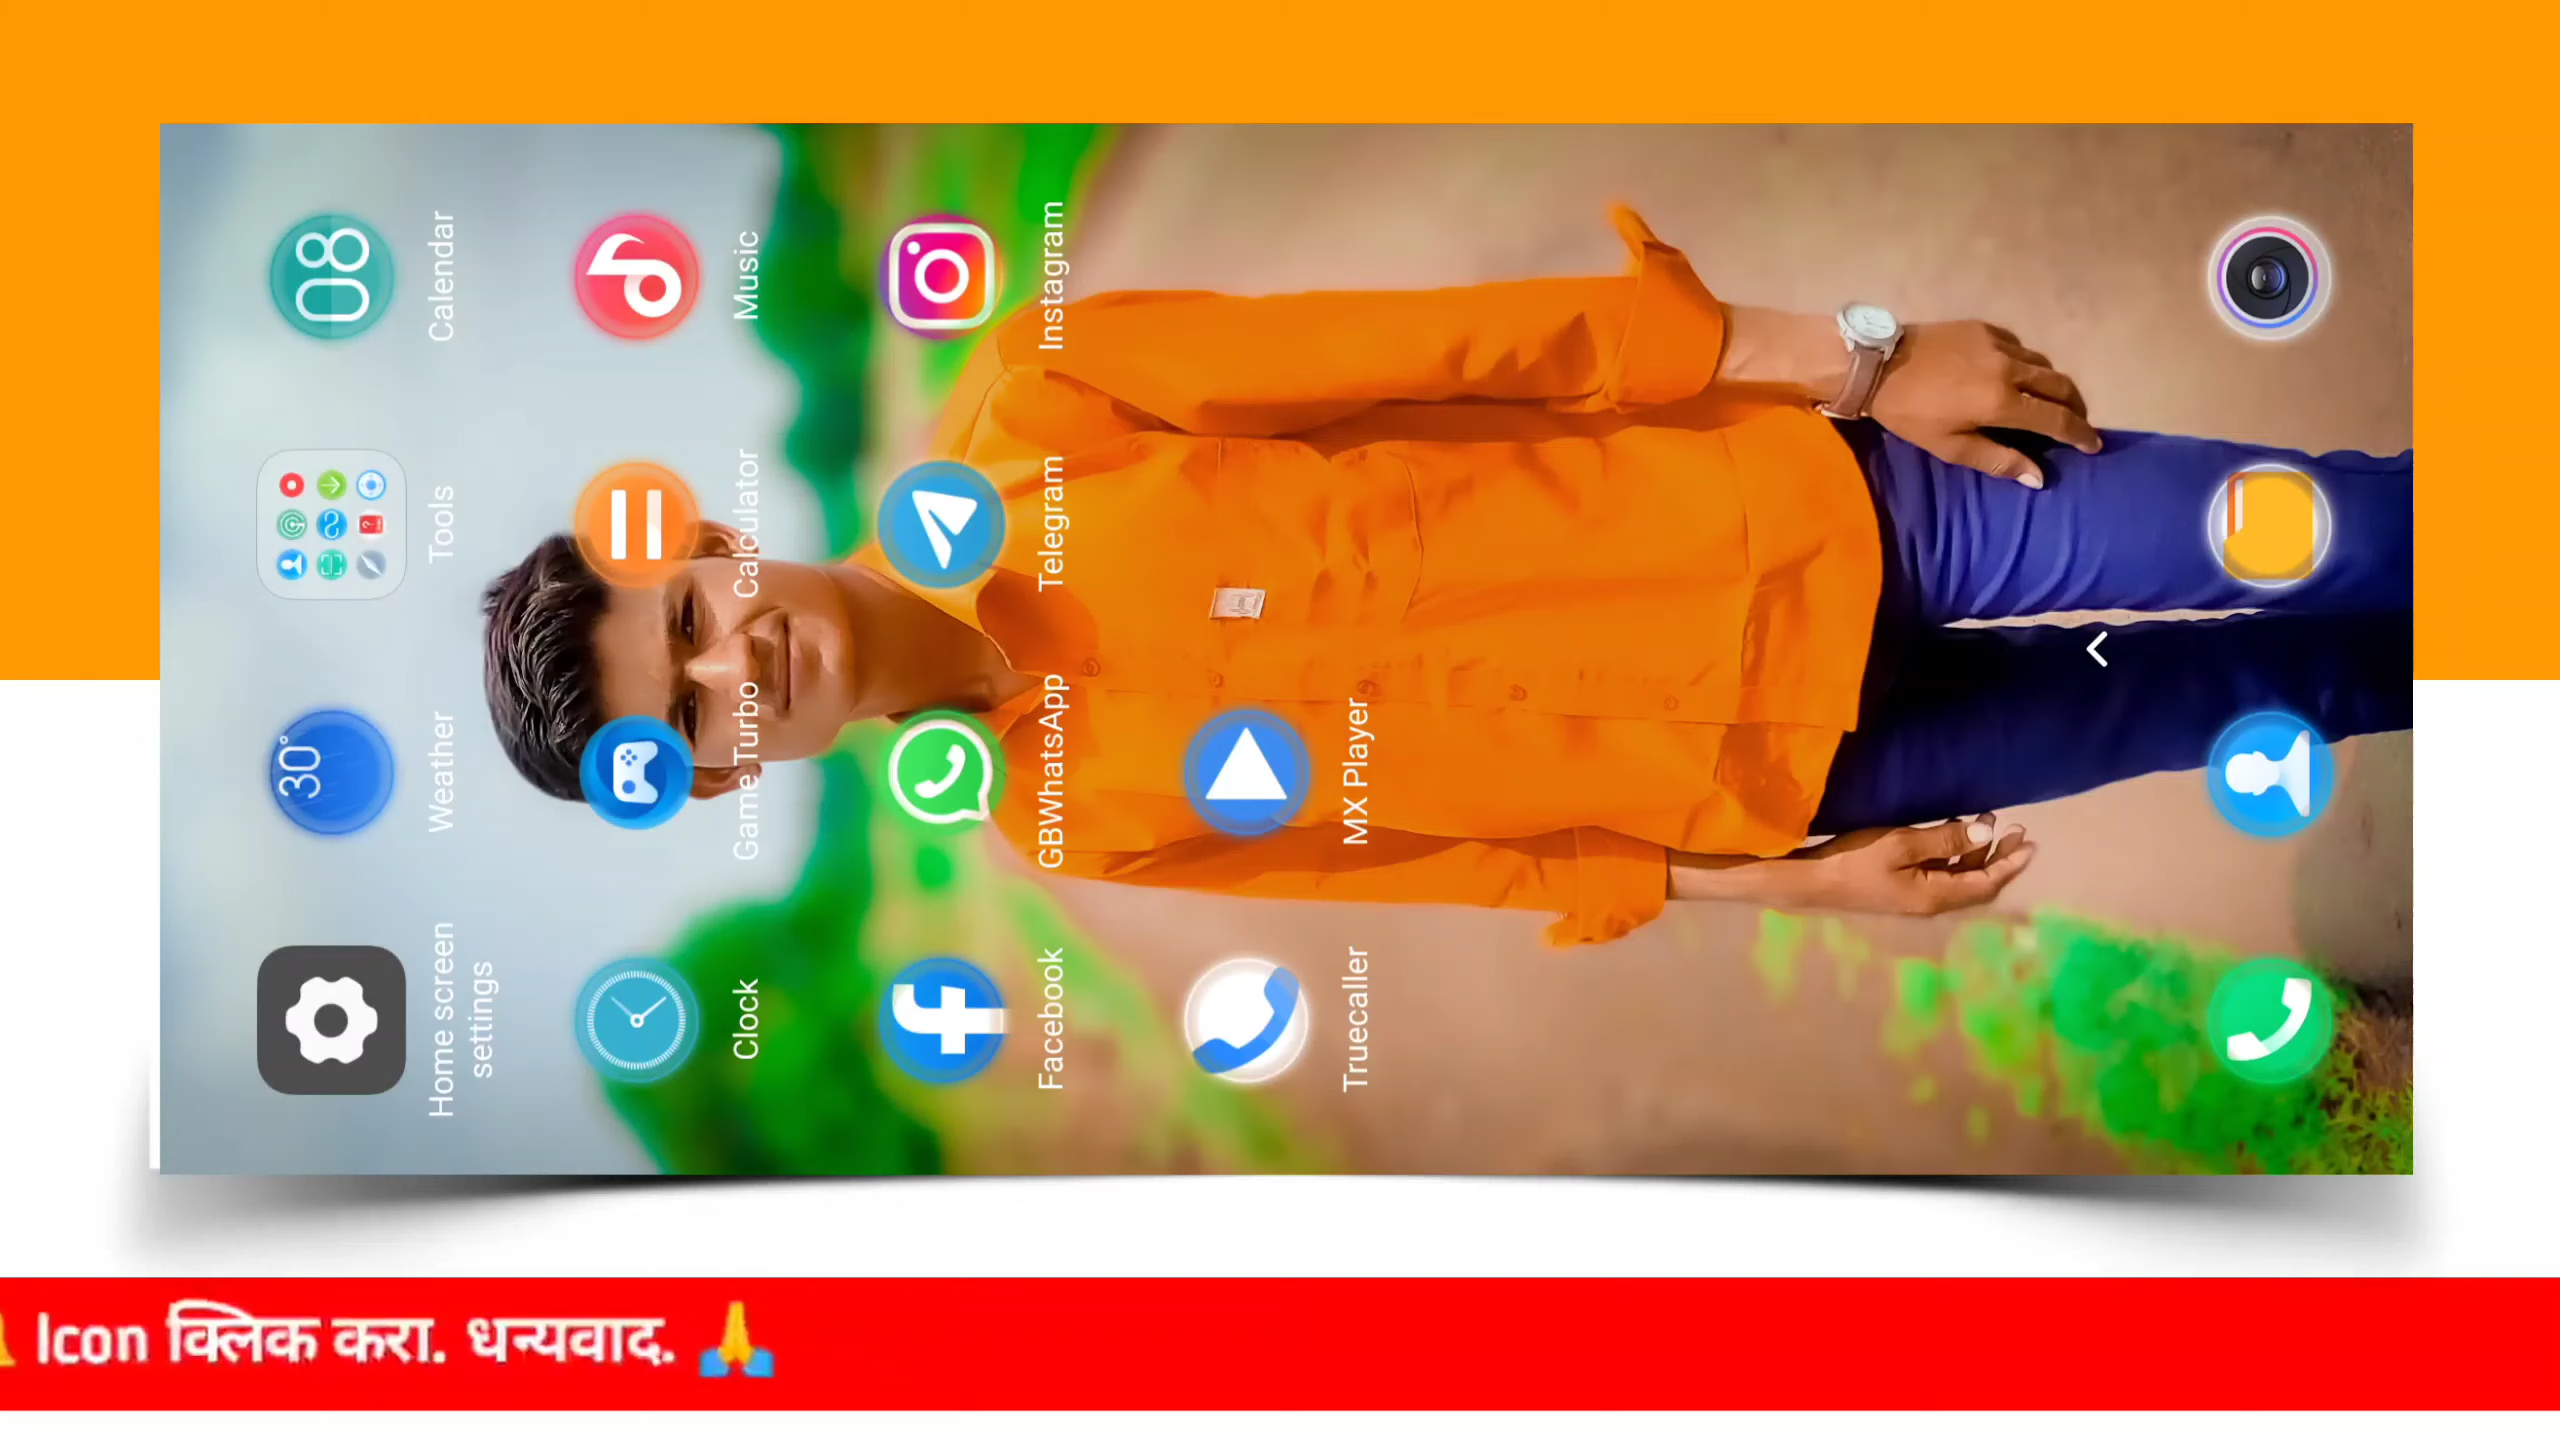 Home screen
settings
Weather
30°
Tools
Calendar
08
Clock
Game Turbo
Calculator
Music
Facebook
GBWhatsApp
Telegram
Instagram
Truecaller
MX Player
Icon क्लिक करा. धन्यवाद. 🙏